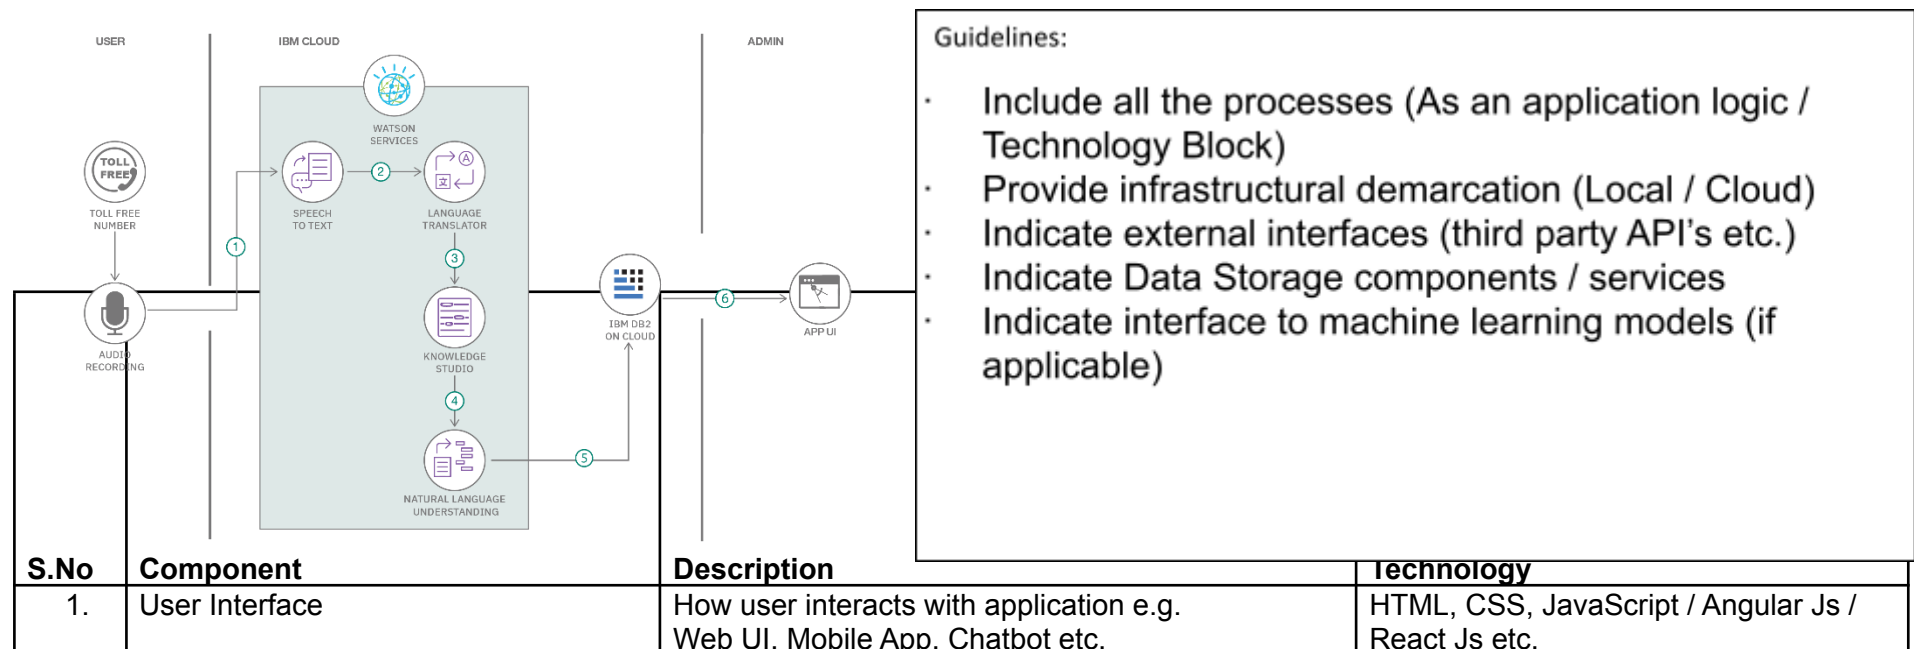 USER
IBM CLOUD
ADMIN
WATSON
SERVICES
TOLL
FREE
TOLL FREE
NUMBER
1
SPEECH
TO TEXT
2
A
文
LANGUAGE
TRANSLATOR
3
AUDIO
RECORDING
KNOWLEDGE
STUDIO
4
NATURAL LANGUAGE
UNDERSTANDING
5
IBM DB2
ON CLOUD
6
APP UI
Guidelines:
· Include all the processes (As an application logic /
Technology Block)
· Provide infrastructural demarcation (Local / Cloud)
· Indicate external interfaces (third party API’s etc.)
· Indicate Data Storage components / services
· Indicate interface to machine learning models (if
applicable)
S.No Component Description Technology
1. User Interface How user interacts with application e.g. HTML, CSS, JavaScript / Angular Js /
Web UI, Mobile App, Chatbot etc. React Js etc.